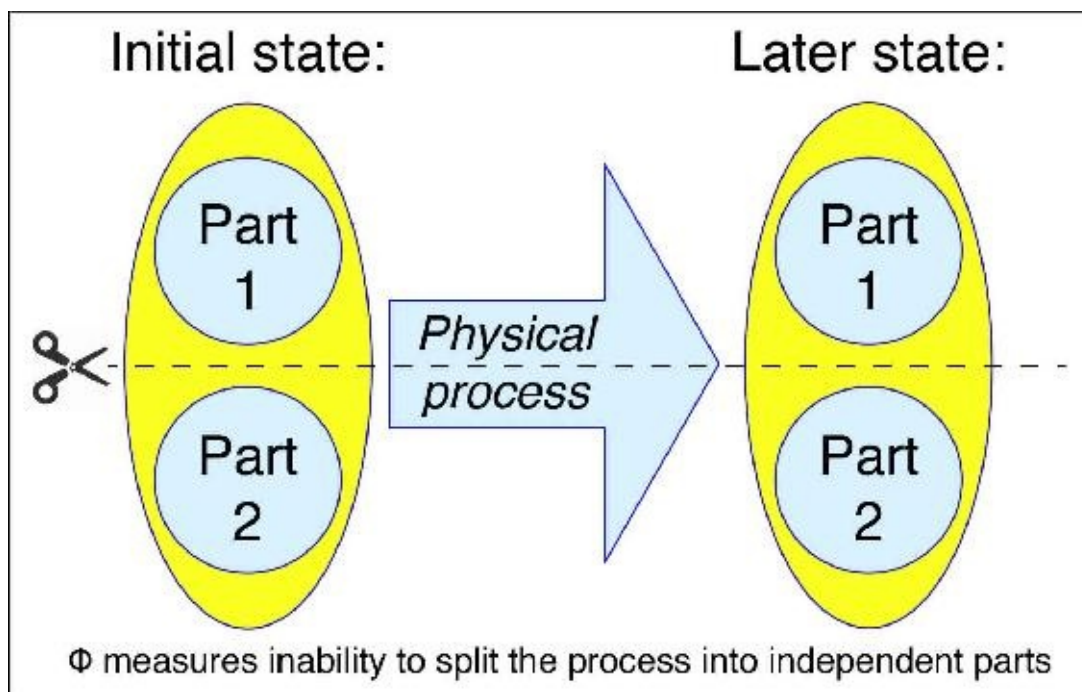 Initial state:
Later state:
Part
1
Part
1
Physical
process
Part
2
Part
2
Φ measures inability to split the process into independent parts